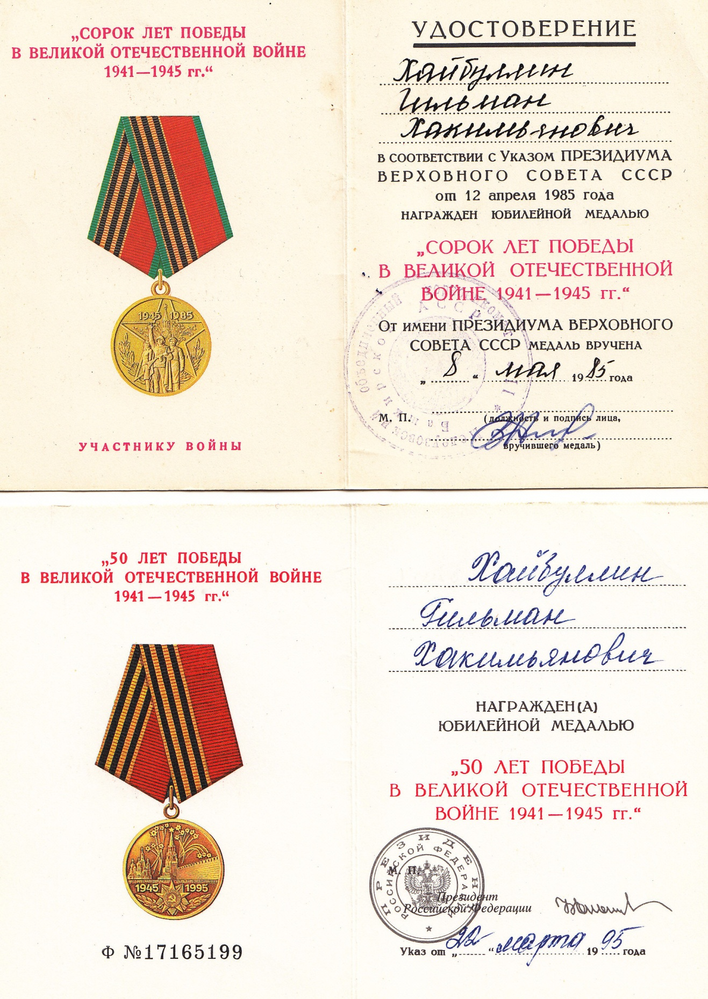 „СОРОК ЛЕТ ПОБЕДЫ
В ВЕЛИКОЙ ОТЕЧЕСТВЕННОЙ ВОЙНЕ
1941—1945 гг.“
1945 1985
УЧАСТНИКУ ВОЙНЫ
УДОСТОВЕРЕНИЕ
Хайбуллин
Гильман
Хакимьянович
В СООТВЕТСТВИИ С УКАЗОМ ПРЕЗИДИУМА
ВЕРХОВНОГО СОВЕТА СССР
от 12 апреля 1985 года
НАГРАЖДЕН ЮБИЛЕЙНОЙ МЕДАЛЬЮ
„СОРОК ЛЕТ ПОБЕДЫ
В ВЕЛИКОЙ ОТЕЧЕСТВЕННОЙ
ВОЙНЕ 1941—1945 гг.“
ОТ ИМЕНИ ПРЕЗИДИУМА ВЕРХОВНОГО
СОВЕТА СССР МЕДАЛЬ ВРУЧЕНА
„ 8 “ мая 1985 года
М. П.
(должность и подпись лица,
вручившего медаль)
объединенный
Башкирской АССР
„50 ЛЕТ ПОБЕДЫ
В ВЕЛИКОЙ ОТЕЧЕСТВЕННОЙ ВОЙНЕ
1941—1945 гг.“
1945 1995
Ф №17165199
Хайбуллин
Гильман
Хакимьянович
НАГРАЖДЕН(А)
ЮБИЛЕЙНОЙ МЕДАЛЬЮ
„50 ЛЕТ ПОБЕДЫ
В ВЕЛИКОЙ ОТЕЧЕСТВЕННОЙ
ВОЙНЕ 1941—1945 гг.“
ПРЕЗИДЕНТ
РОССИЙСКОЙ ФЕДЕРАЦИИ
М. П.
Президент
Российской Федерации
Указ от „ 22 “ марта 1995 года